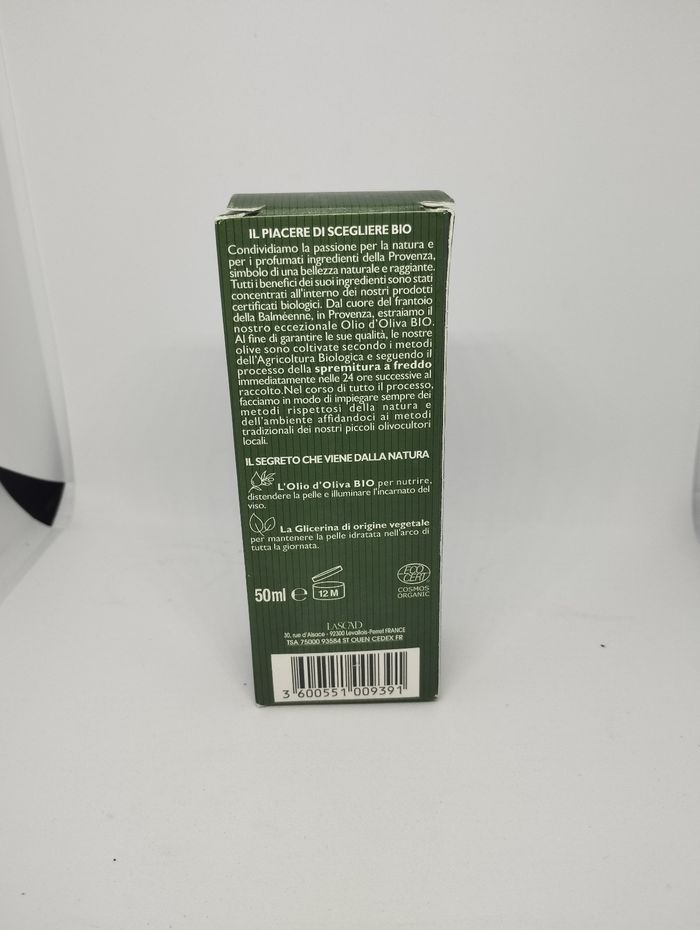 IL PIACERE DI SCEGLIERE BIO
Condividiamo la passione per la natura e
per i profumati ingredienti della Provenza,
simbolo di una bellezza naturale e raggiante.
Tutti i benefici dei suoi ingredienti sono stati
concentrati all'interno dei nostri prodotti
certificati biologici. Dal cuore del frantoio
della Balméenne, in Provenza, estraiamo il
nostro eccezionale Olio d'Oliva BIO.
Al fine di garantire le sue qualità, le nostre
olive sono coltivate secondo i metodi
dell'Agricoltura Biologica e seguendo il
processo della spremitura a freddo
immediatamente nelle 24 ore successive al
raccolto.Nel corso di tutto il processo,
facciamo in modo di impiegare sempre dei
metodi rispettosi della natura e
dell'ambiente affidandoci ai metodi
tradizionali dei nostri piccoli olivocultori
locali.
IL SEGRETO CHE VIENE DALLA NATURA
L'Olio d'Oliva BIO per nutrire,
distendere la pelle e illuminare l'incarnato del
viso.
La Glicerina di origine vegetale
per mantenere la pelle idratata nell'arco di
tutta la giornata.
50ml ℮ 12 M
ECO
CERT
COSMOS
ORGANIC
LASCAD
30, rue d'Alsace - 92300 Levallois-Perret FRANCE
TSA 75000 93584 ST OUEN CEDEX FR
3 600551 009391